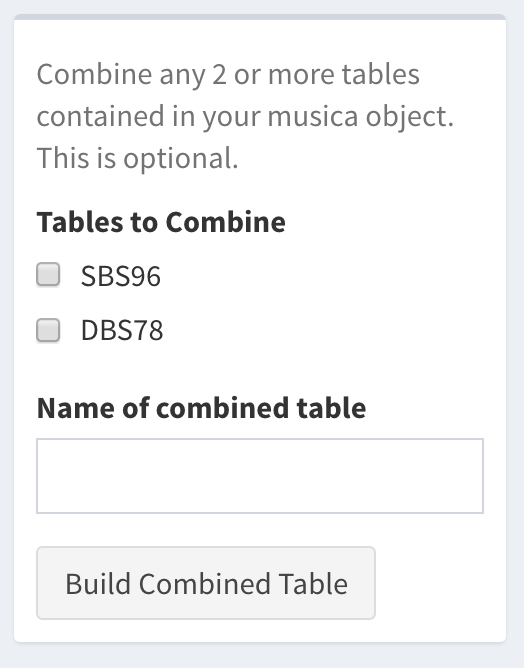 Combine any 2 or more tables
contained in your musica object.
This is optional.
Tables to Combine
SBS96
DBS78
Name of combined table
Build Combined Table